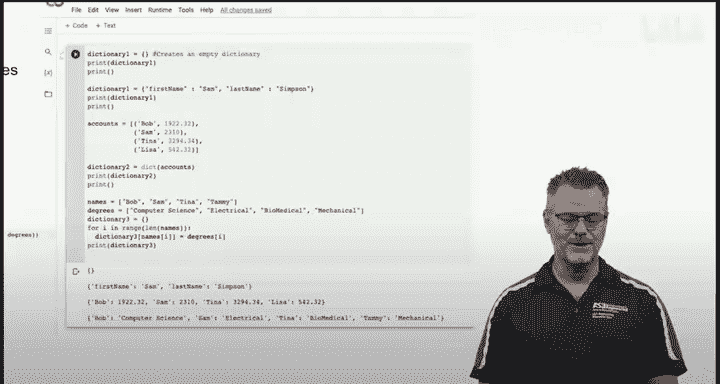 File Edit View Insert Runtime Tools Help All changes saved
+ Code + Text
es
{x}
dictionary1 = {} #Creates an empty dictionary
print(dictionary1)
print()
dictionary1 = {"firstName" : "Sam", "lastName" : "Simpson"}
print(dictionary1)
print()
accounts = [('Bob', 1922.32),
('Sam', 2310),
('Tina', 3294.34),
('Lisa', 542.32)]
dictionary2 = dict(accounts)
print(dictionary2)
print()
names = ["Bob", "Sam", "Tina", "Tammy"]
degrees = ["Computer Science", "Electrical", "BioMedical", "Mechanical"]
dictionary3 = {}
for i in range(len(names)):
dictionary3[names[i]] = degrees[i]
print(dictionary3)
degrees))
{}
{'firstName': 'Sam', 'lastName': 'Simpson'}
{'Bob': 1922.32, 'Sam': 2310, 'Tina': 3294.34, 'Lisa': 542.32}
{'Bob': 'Computer Science', 'Sam': 'Electrical', 'Tina': 'BioMedical', 'Tammy': 'Mechanical'}